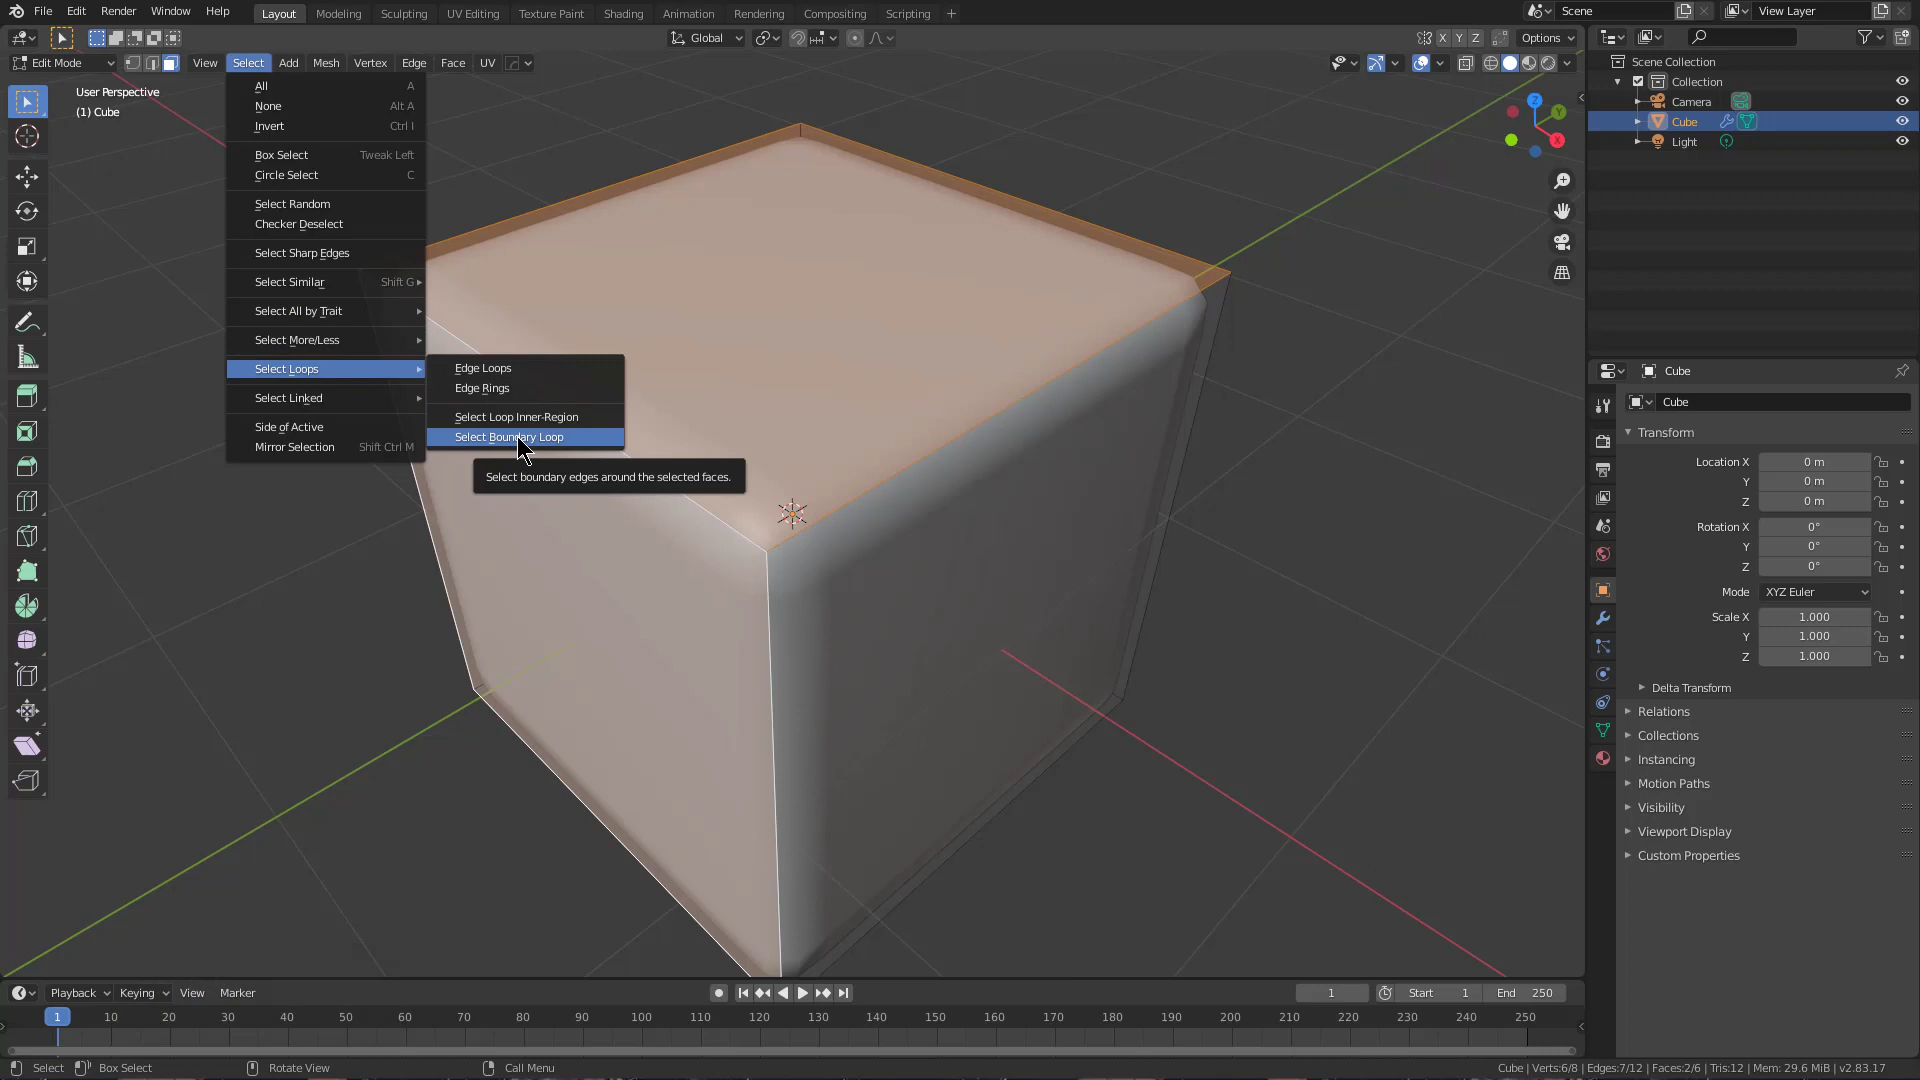 File Edit Render Window Help Layout Modeling Sculpting UV Editing Texture Paint Shading Animation Rendering Compositing Scripting + Scene View Layer
Global X Y Z Options
Edit Mode View Select Add Mesh Vertex Edge Face UV
User Perspective
(1) Cube
All A
None Alt A
Invert Ctrl I
Box Select Tweak Left
Circle Select C
Select Random
Checker Deselect
Select Sharp Edges
Select Similar Shift G
Select All by Trait
Select More/Less
Select Loops
Select Linked
Side of Active
Mirror Selection Shift Ctrl M
Edge Loops
Edge Rings
Select Loop Inner-Region
Select Boundary Loop
Select boundary edges around the selected faces.
Z
Y
X
Scene Collection
Collection
Camera
Cube
Light
Cube
Cube
Transform
Location X 0 m
Y 0 m
Z 0 m
Rotation X 0°
Y 0°
Z 0°
Mode XYZ Euler
Scale X 1.000
Y 1.000
Z 1.000
Delta Transform
Relations
Collections
Instancing
Motion Paths
Visibility
Viewport Display
Custom Properties
Playback Keying View Marker 1 Start 1 End 250
1 10 20 30 40 50 60 70 80 90 100 110 120 130 140 150 160 170 180 190 200 210 220 230 240 250
Select Box Select Rotate View Call Menu Cube | Verts:6/8 | Edges:7/12 | Faces:2/6 | Tris:12 | Mem: 29.6 MiB | v2.83.17